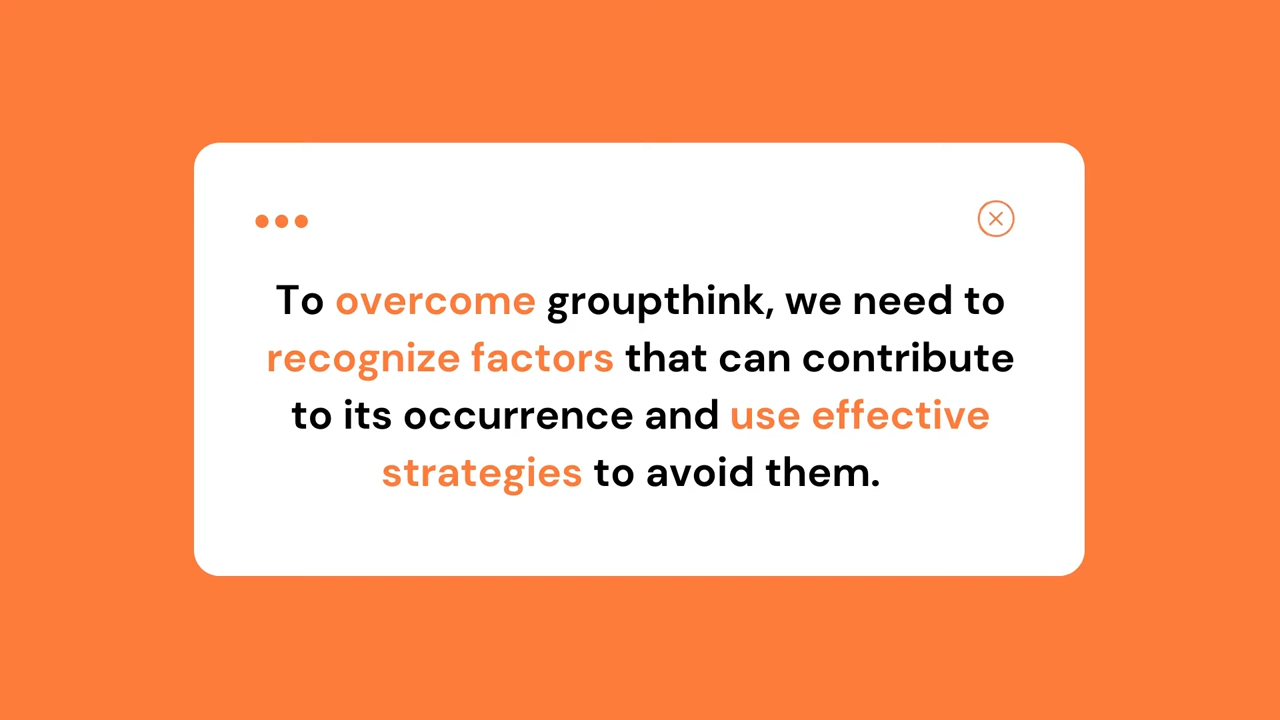 To overcome groupthink, we need to
recognize factors that can contribute
to its occurrence and use effective
strategies to avoid them.